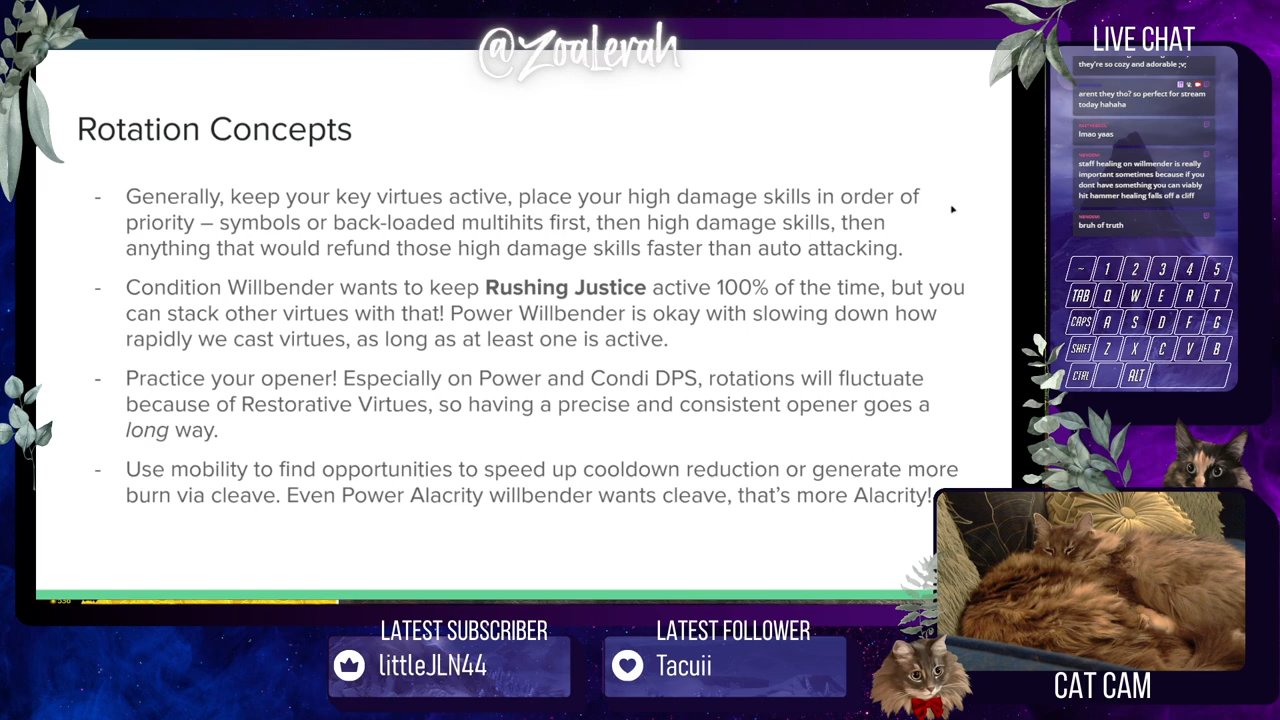 @ZoaLerah
LIVE CHAT
they're so cozy and adorable ;v;
arent they tho? so perfect for stream
today hahaha
lmao yaas
staff healing on willmender is really
important sometimes because if you
dont have something you can viably
hit hammer healing falls off a cliff
bruh of truth
Rotation Concepts
- Generally, keep your key virtues active, place your high damage skills in order of
priority – symbols or back-loaded multihits first, then high damage skills, then
anything that would refund those high damage skills faster than auto attacking.
- Condition Willbender wants to keep Rushing Justice active 100% of the time, but you
can stack other virtues with that! Power Willbender is okay with slowing down how
rapidly we cast virtues, as long as at least one is active.
- Practice your opener! Especially on Power and Condi DPS, rotations will fluctuate
because of Restorative Virtues, so having a precise and consistent opener goes a
long way.
- Use mobility to find opportunities to speed up cooldown reduction or generate more
burn via cleave. Even Power Alacrity willbender wants cleave, that's more Alacrity!
~ 1 2 3 4 5
TAB Q W E R T
CAPS A S D F G
SHIFT Z X C V B
CTRL ALT
LATEST SUBSCRIBER
littleJLN44
LATEST FOLLOWER
Tacuii
CAT CAM